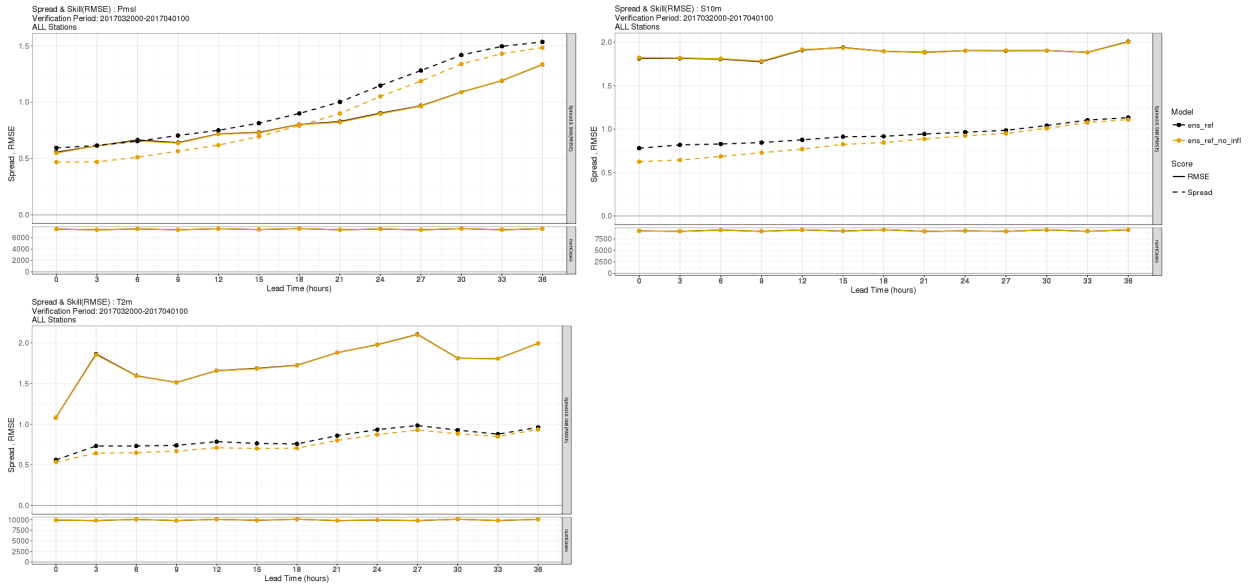 Spread & Skill(RMSE) : Pmsl
Verification Period: 2017032000-2017040100
ALL Stations
1.5
1.0
0.5
0.0
Spread , RMSE
6000
4000
2000
0
numCases
0 3 6 9 12 15 18 21 24 27 30 33 36
Lead Time (hours)
Spread & Skill(RMSE) : S10m
Verification Period: 2017032000-2017040100
ALL Stations
2.0
1.5
1.0
0.5
0.0
Spread , RMSE
7500
5000
2500
0
numCases
0 3 6 9 12 15 18 21 24 27 30 33 36
Lead Time (hours)
Model
ens_ref
ens_ref_no_infl
Score
RMSE
Spread
Spread & Skill(RMSE) : T2m
Verification Period: 2017032000-2017040100
ALL Stations
2.0
1.5
1.0
0.5
0.0
Spread , RMSE
10000
7500
5000
2500
0
numCases
0 3 6 9 12 15 18 21 24 27 30 33 36
Lead Time (hours)